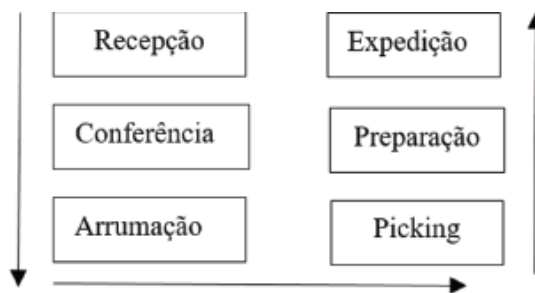 Recepção
Conferência
Arrumação
Picking
Preparação
Expedição